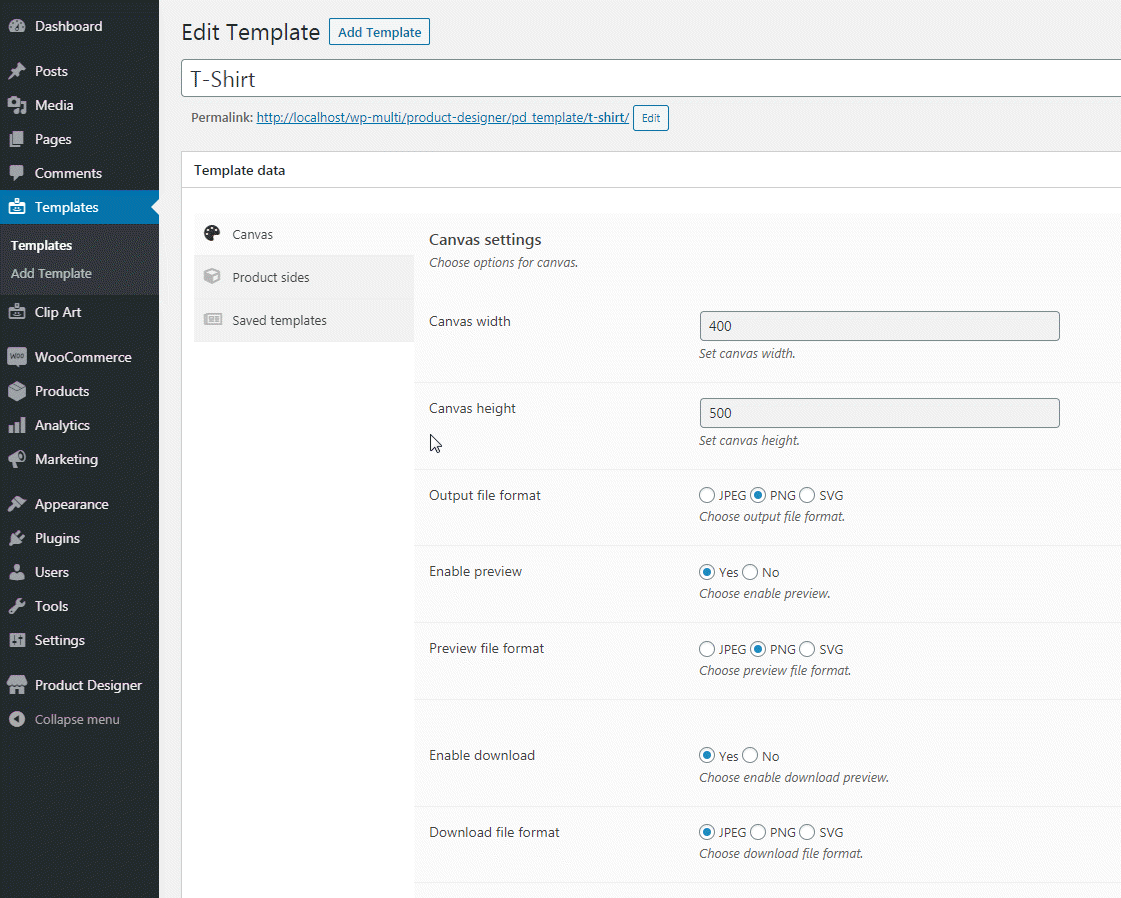 Dashboard
Posts
Media
Pages
Comments
Templates
Templates
Add Template
Clip Art
WOO
WooCommerce
Products
Analytics
Marketing
Appearance
Plugins
Users
Tools
Settings
Product Designer
Collapse menu
Edit Template Add Template
T-Shirt
Permalink: http://localhost/wp-multi/product-designer/pd_template/t-shirt/ Edit
Template data
Canvas
Product sides
Saved templates
Canvas settings
Choose options for canvas.
Canvas width 400
Set canvas width.
Canvas height 500
Set canvas height.
Output file format JPEG PNG SVG
Choose output file format.
Enable preview Yes No
Choose enable preview.
Preview file format JPEG PNG SVG
Choose preview file format.
Enable download Yes No
Choose enable download preview.
Download file format JPEG PNG SVG
Choose download file format.